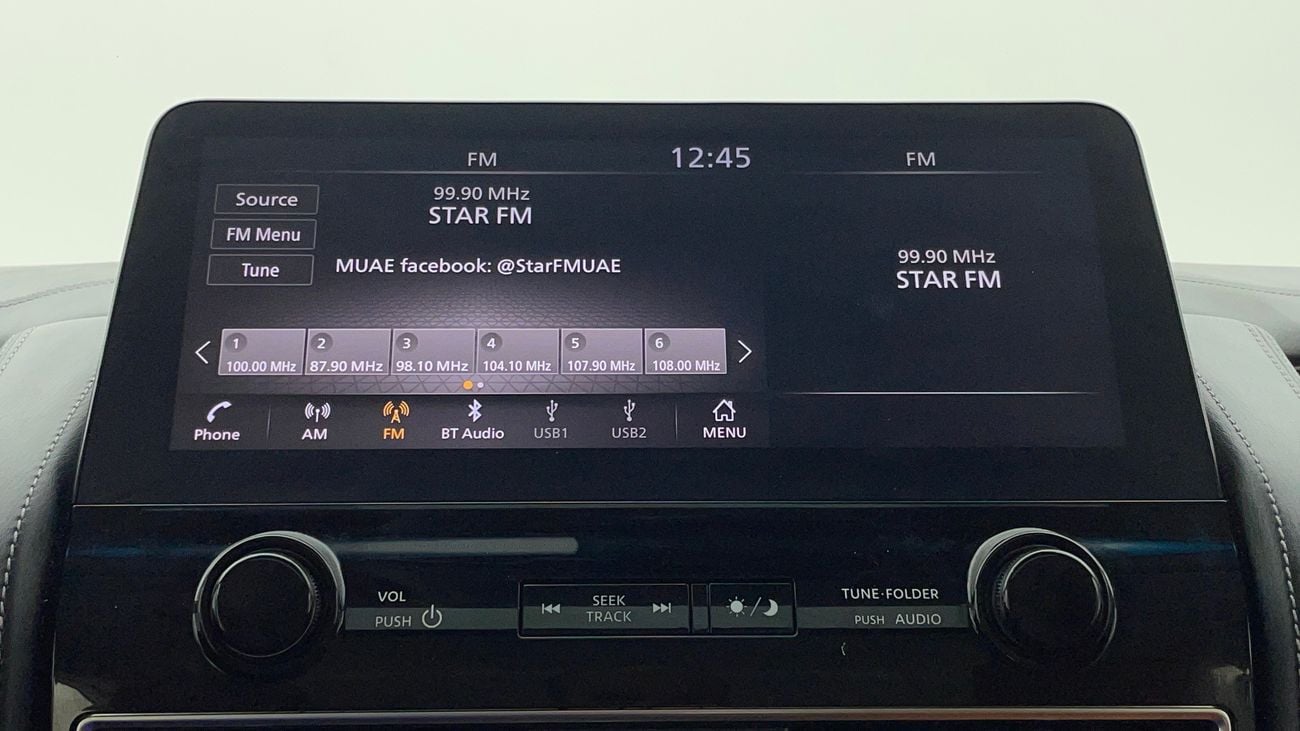 FM 12:45 FM
Source
FM Menu
Tune
99.90 MHz
STAR FM
MUAE facebook: @StarFMUAE
99.90 MHz
STAR FM
1 2 3 4 5 6
100.00 MHz 87.90 MHz 98.10 MHz 104.10 MHz 107.90 MHz 108.00 MHz
Phone AM FM BT Audio USB1 USB2 MENU
VOL
PUSH
SEEK
TRACK
TUNE·FOLDER
PUSH AUDIO